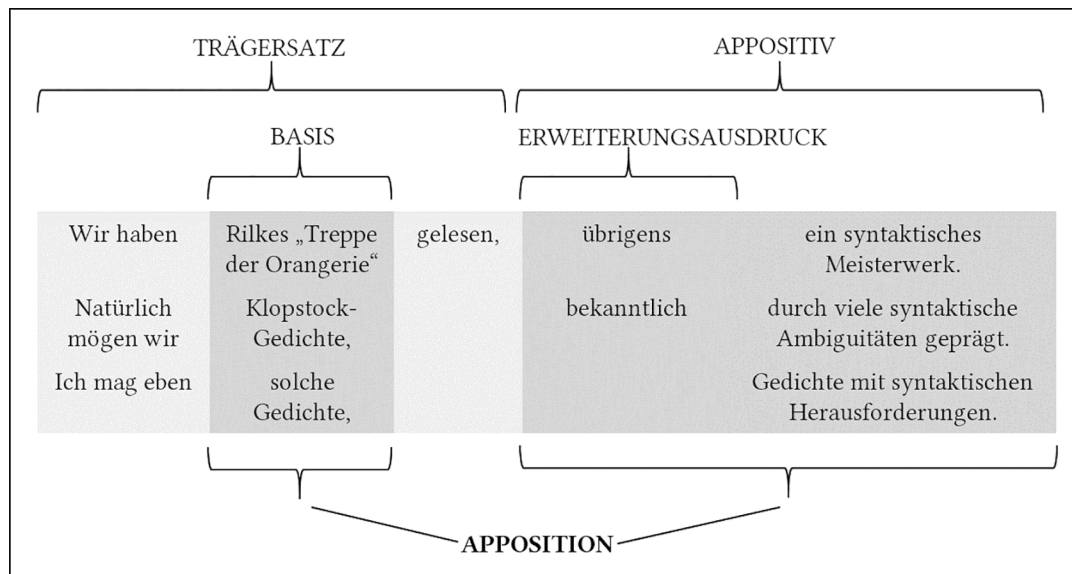 TRÄGERSATZ APPOSITIV
BASIS ERWEITERUNGSAUSDRUCK
Wir haben Rilkes „Treppe gelesen, übrigens ein syntaktisches
der Orangerie“ Meisterwerk.
Natürlich Klopstock- bekanntlich durch viele syntaktische
mögen wir Gedichte, Ambiguitäten geprägt.
Ich mag eben solche Gedichte mit syntaktischen
Gedichte, Herausforderungen.
APPOSITION